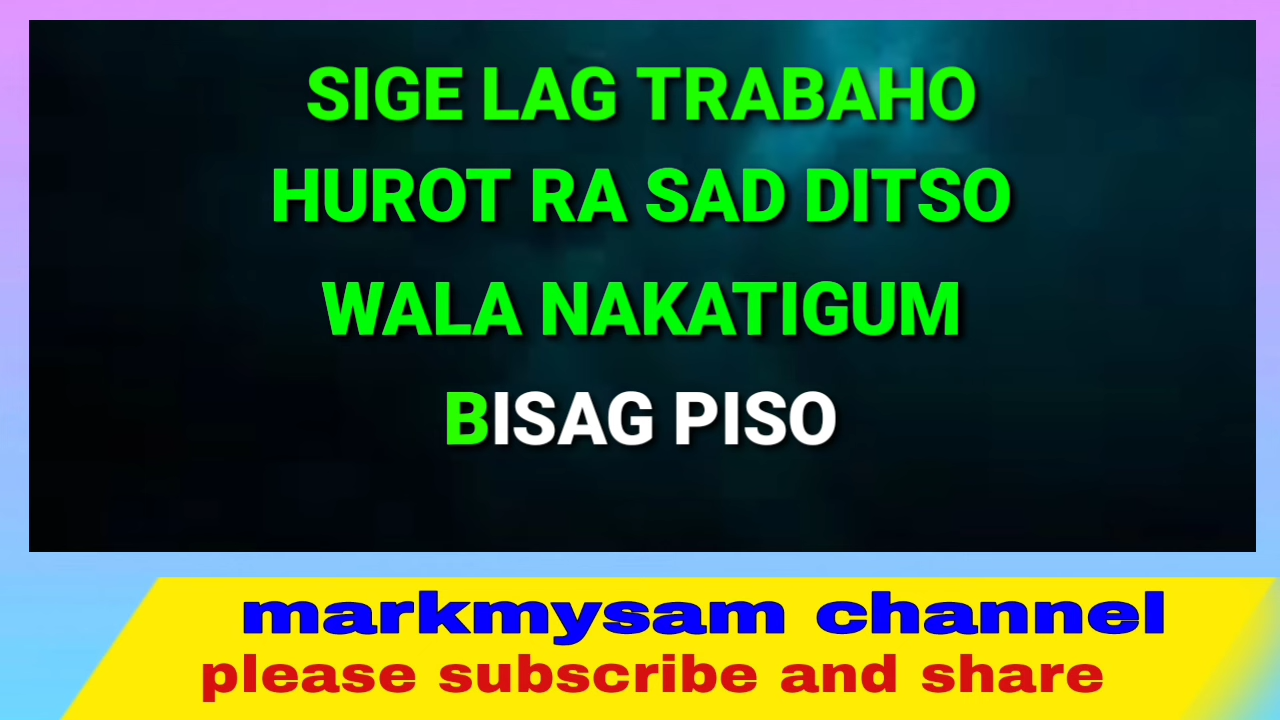 SIGE LAG TRABAHO
HUROT RA SAD DITSO
WALA NAKATIGUM
BISAG PISO
markmysam channel
please subscribe and share